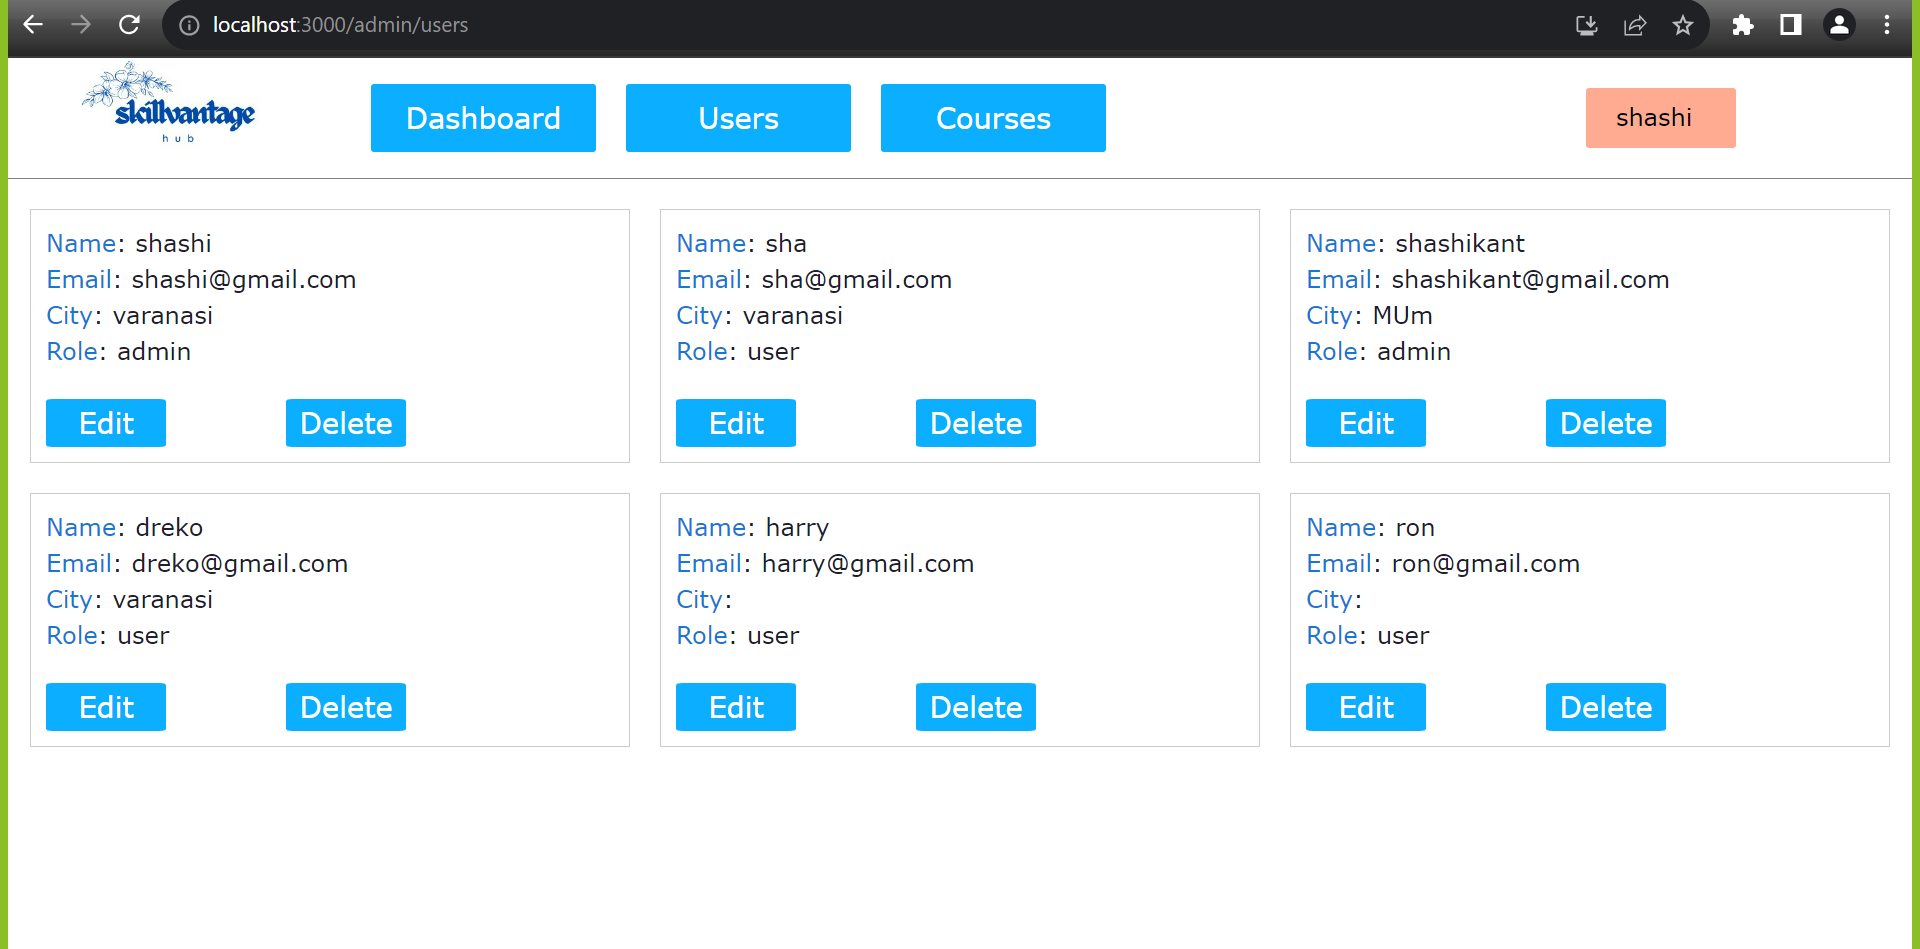 localhost:3000/admin/users
skillvantage
hub
Dashboard
Users
Courses
shashi
Name: shashi
Email: shashi@gmail.com
City: varanasi
Role: admin
Edit
Delete
Name: sha
Email: sha@gmail.com
City: varanasi
Role: user
Edit
Delete
Name: shashikant
Email: shashikant@gmail.com
City: MUm
Role: admin
Edit
Delete
Name: dreko
Email: dreko@gmail.com
City: varanasi
Role: user
Edit
Delete
Name: harry
Email: harry@gmail.com
City:
Role: user
Edit
Delete
Name: ron
Email: ron@gmail.com
City:
Role: user
Edit
Delete